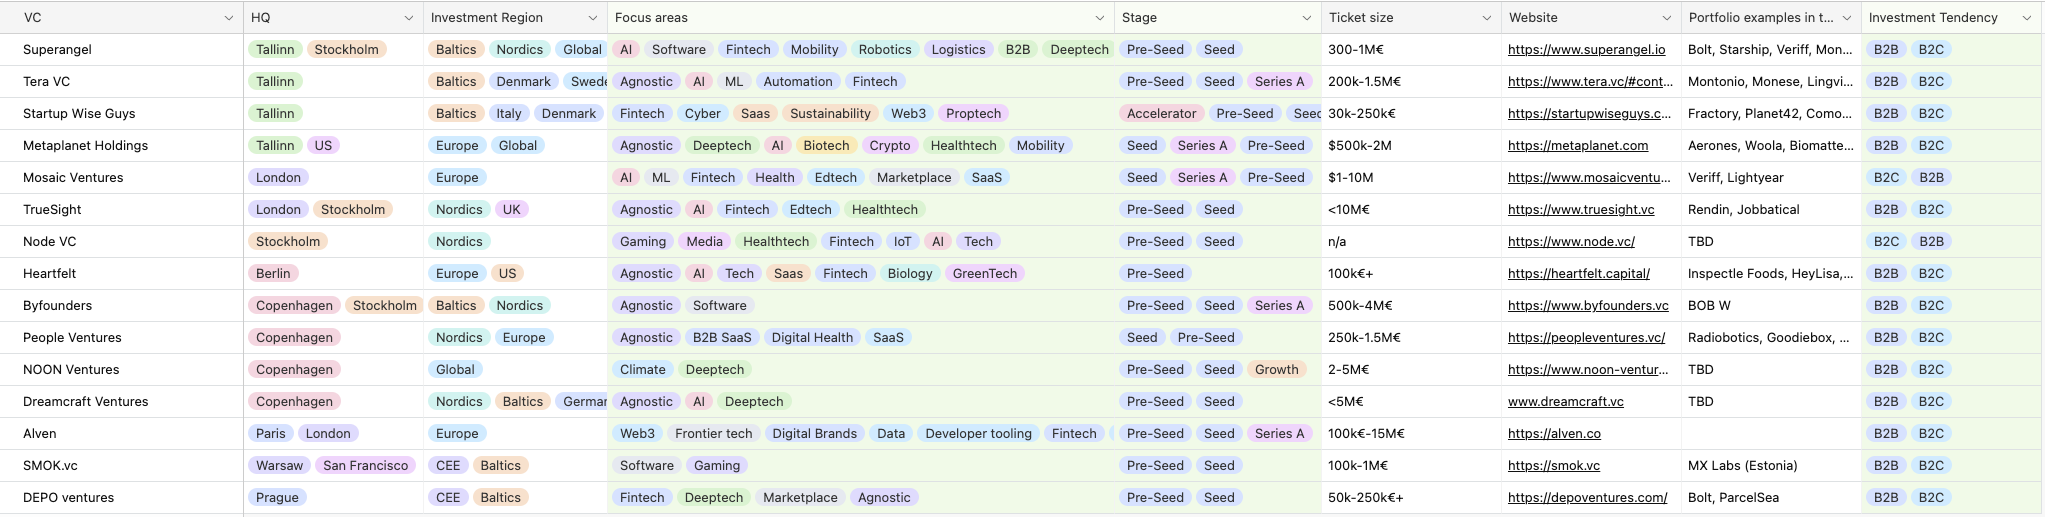 VC HQ Investment Region Focus areas Stage Ticket size Website Portfolio examples in t... Investment Tendency
Superangel Tallinn Stockholm Baltics Nordics Global AI Software Fintech Mobility Robotics Logistics B2B Deeptech Pre-Seed Seed 300-1M€ https://www.superangel.io Bolt, Starship, Veriff, Mon... B2B B2C
Tera VC Tallinn Baltics Denmark Swede Agnostic AI ML Automation Fintech Pre-Seed Seed Series A 200k-1.5M€ https://www.tera.vc/#cont... Montonio, Monese, Lingvi... B2B B2C
Startup Wise Guys Tallinn Baltics Italy Denmark Fintech Cyber Saas Sustainability Web3 Proptech Accelerator Pre-Seed Seed 30k-250k€ https://startupwiseguys.c... Fractory, Planet42, Como... B2B B2C
Metaplanet Holdings Tallinn US Europe Global Agnostic Deeptech AI Biotech Crypto Healthtech Mobility Seed Series A Pre-Seed $500k-2M https://metaplanet.com Aerones, Woola, Biomatte... B2B B2C
Mosaic Ventures London Europe AI ML Fintech Health Edtech Marketplace SaaS Seed Series A Pre-Seed $1-10M https://www.mosaicventu... Veriff, Lightyear B2C B2B
TrueSight London Stockholm Nordics UK Agnostic AI Fintech Edtech Healthtech Pre-Seed Seed <10M€ https://www.truesight.vc Rendin, Jobbatical B2B B2C
Node VC Stockholm Nordics Gaming Media Healthtech Fintech IoT AI Tech Pre-Seed Seed n/a https://www.node.vc/ TBD B2C B2B
Heartfelt Berlin Europe US Agnostic AI Tech Saas Fintech Biology GreenTech Pre-Seed 100k€+ https://heartfelt.capital/ Inspectle Foods, HeyLisa,... B2B B2C
Byfounders Copenhagen Stockholm Baltics Nordics Agnostic Software Pre-Seed Seed Series A 500k-4M€ https://www.byfounders.vc BOB W B2B B2C
People Ventures Copenhagen Nordics Europe Agnostic B2B SaaS Digital Health SaaS Seed Pre-Seed 250k-1.5M€ https://peopleventures.vc/ Radiobotics, Goodiebox, ... B2B B2C
NOON Ventures Copenhagen Global Climate Deeptech Pre-Seed Seed Growth 2-5M€ https://www.noon-ventur... TBD B2B B2C
Dreamcraft Ventures Copenhagen Nordics Baltics German Agnostic AI Deeptech Pre-Seed Seed <5M€ www.dreamcraft.vc TBD B2B B2C
Alven Paris London Europe Web3 Frontier tech Digital Brands Data Developer tooling Fintech Pre-Seed Seed Series A 100k€-15M€ https://alven.co B2B B2C
SMOK.vc Warsaw San Francisco CEE Baltics Software Gaming Pre-Seed Seed 100k-1M€ https://smok.vc MX Labs (Estonia) B2B B2C
DEPO ventures Prague CEE Baltics Fintech Deeptech Marketplace Agnostic Pre-Seed Seed 50k-250k€+ https://depoventures.com/ Bolt, ParcelSea B2B B2C